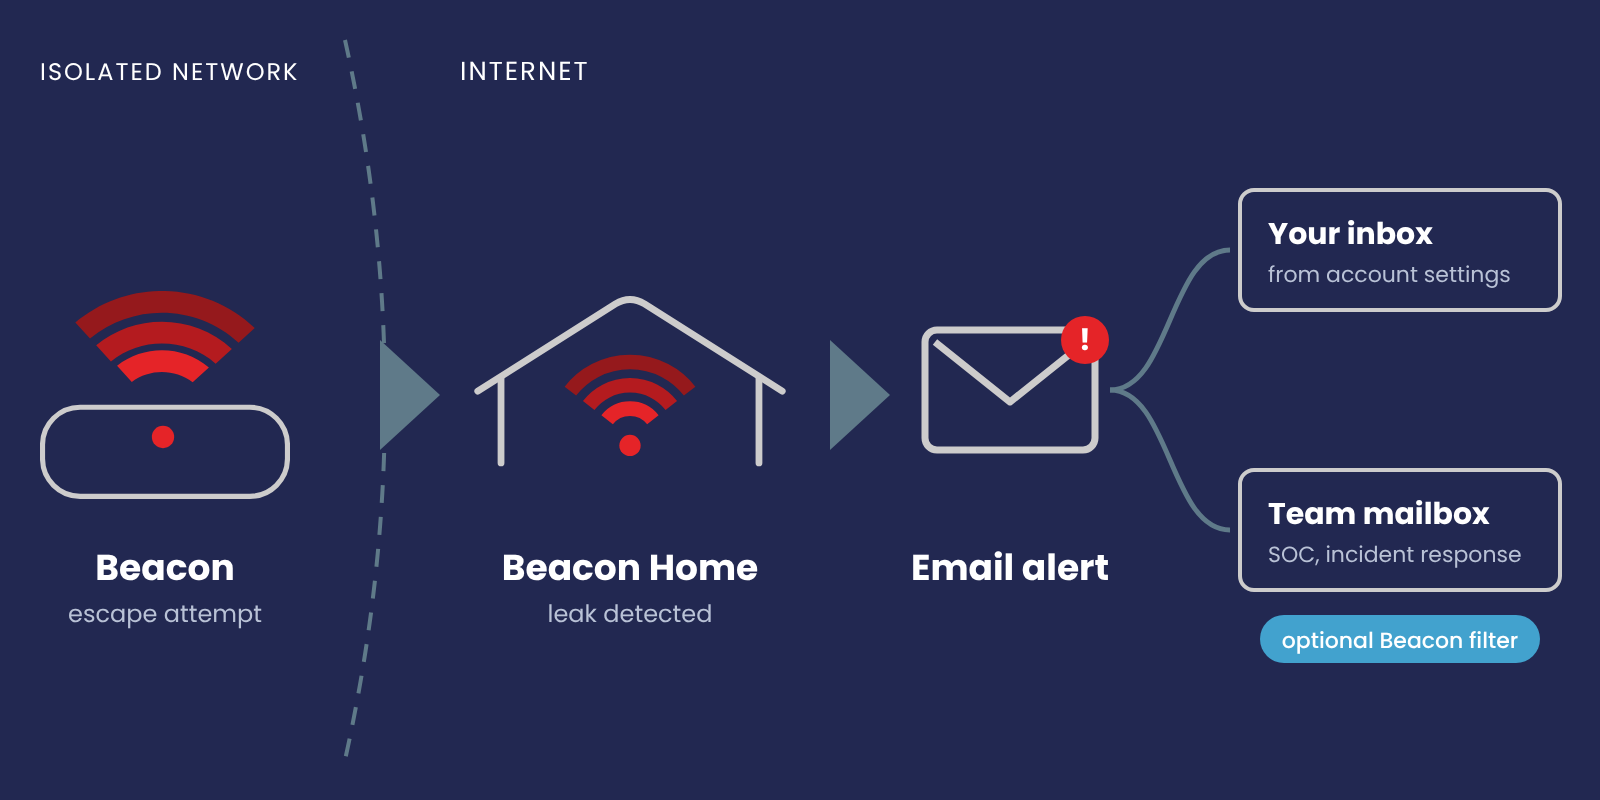 ISOLATED NETWORK
INTERNET
Your inbox
from account settings
!
Team mailbox
SOC, incident response
Beacon
escape attempt
Beacon Home
leak detected
Email alert
optional Beacon filter